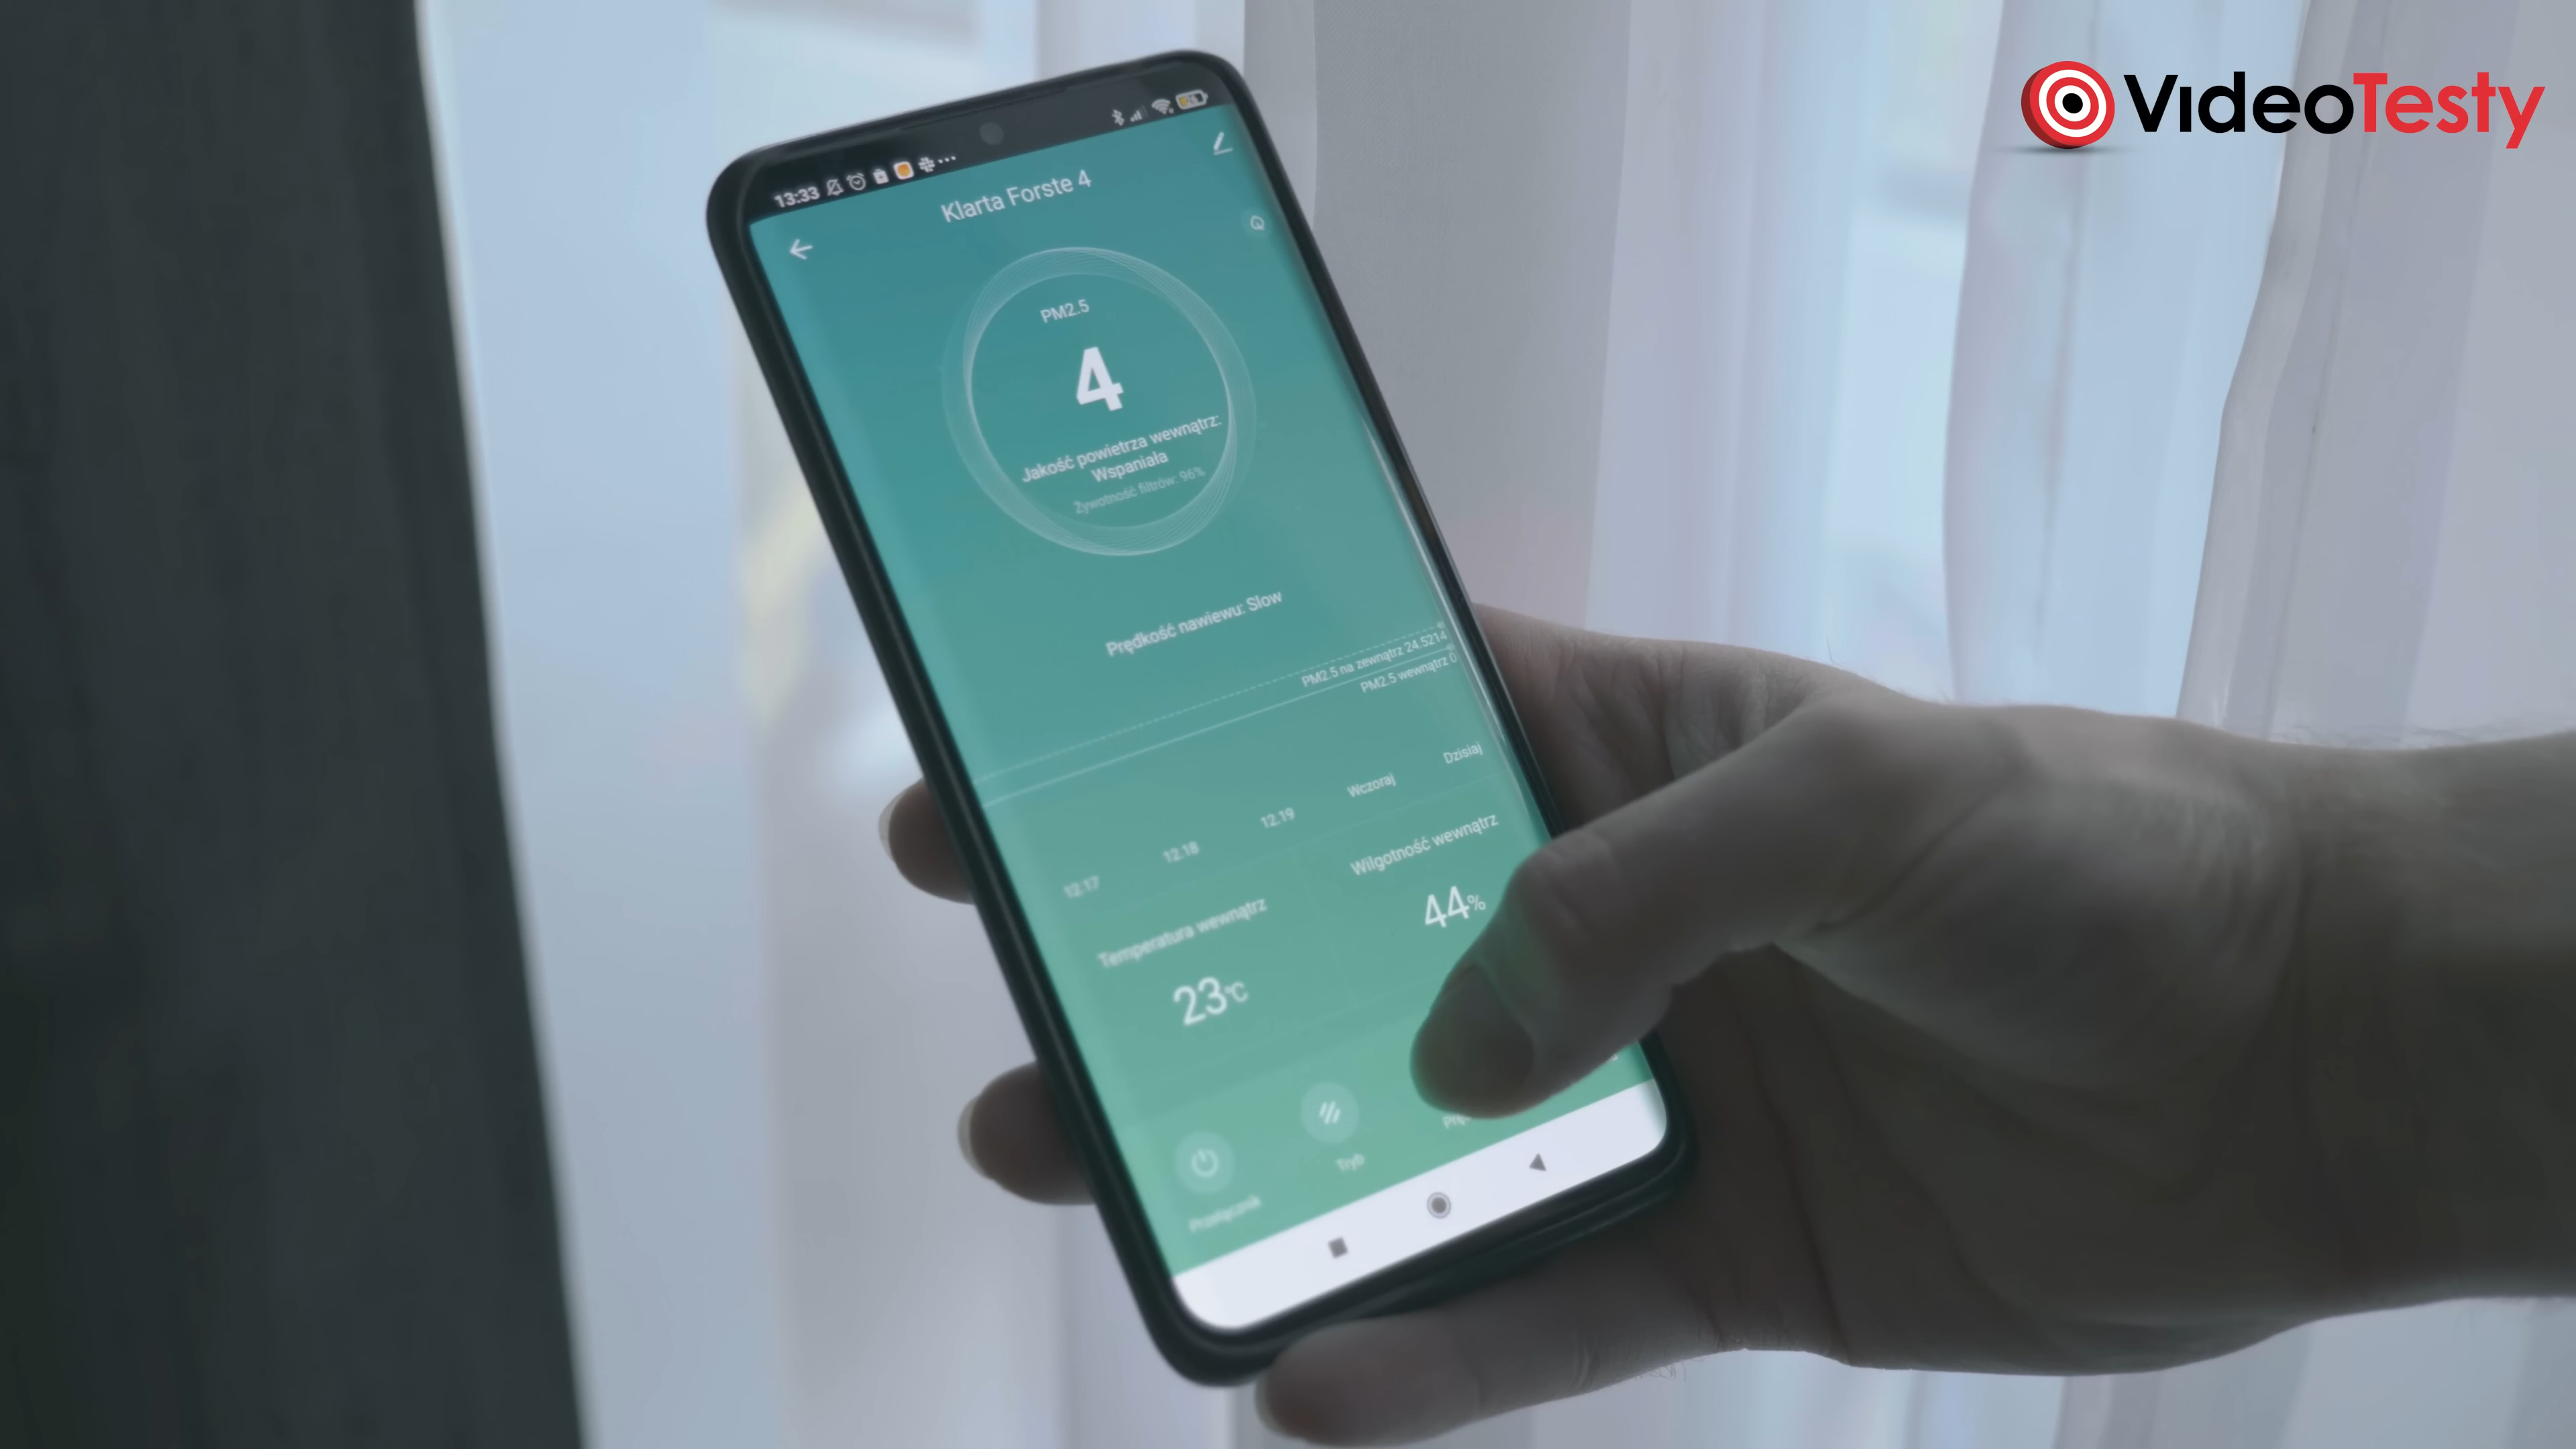 VideoTesty
13:33
Klarta Forste 4
PM2.5
4
Jakość powietrza wewnątrz:
Wspaniała
Żywotność filtrów: 96%
Prędkość nawiewu: Slow
PM2.5 na zewnątrz 24.5214
PM2.5 wewnątrz 0
12.17 12.18 12.19 Wczoraj Dzisiaj
Temperatura wewnątrz
23°C
Wilgotność wewnątrz
44%
Przełącznik
Tryb